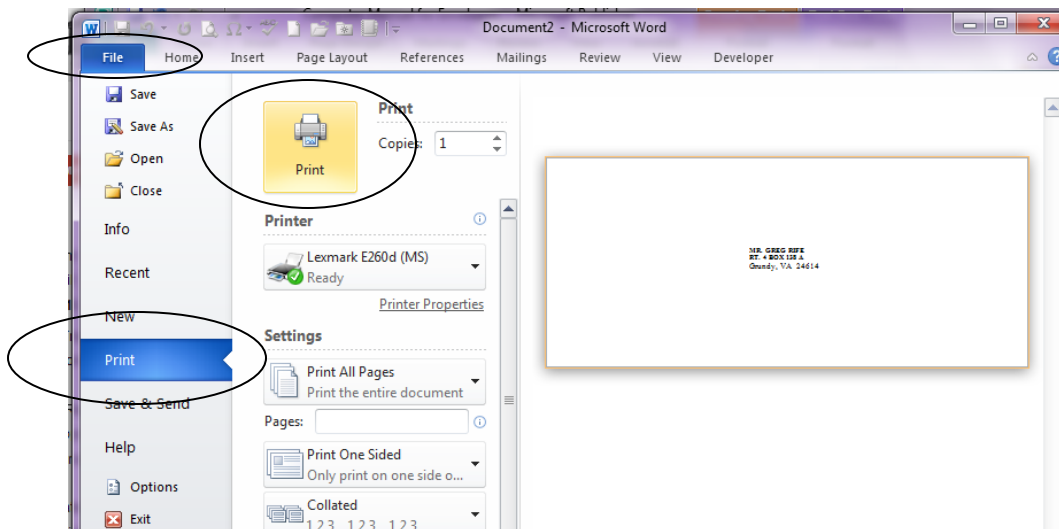 Document2 - Microsoft Word
File Home Insert Page Layout References Mailings Review View Developer
Save
Save As
Open
Close
Info
Recent
New
Print
Save & Send
Help
Options
Exit
Print
Print
Copies: 1
Printer
Lexmark E260d (MS)
Ready
Printer Properties
Settings
Print All Pages
Print the entire document
Pages:
Print One Sided
Only print on one side o...
Collated
1,2,3 1,2,3 1,2,3
MR. GREG RIFE
RT. 4 BOX 138 A
Grundy, VA 24614